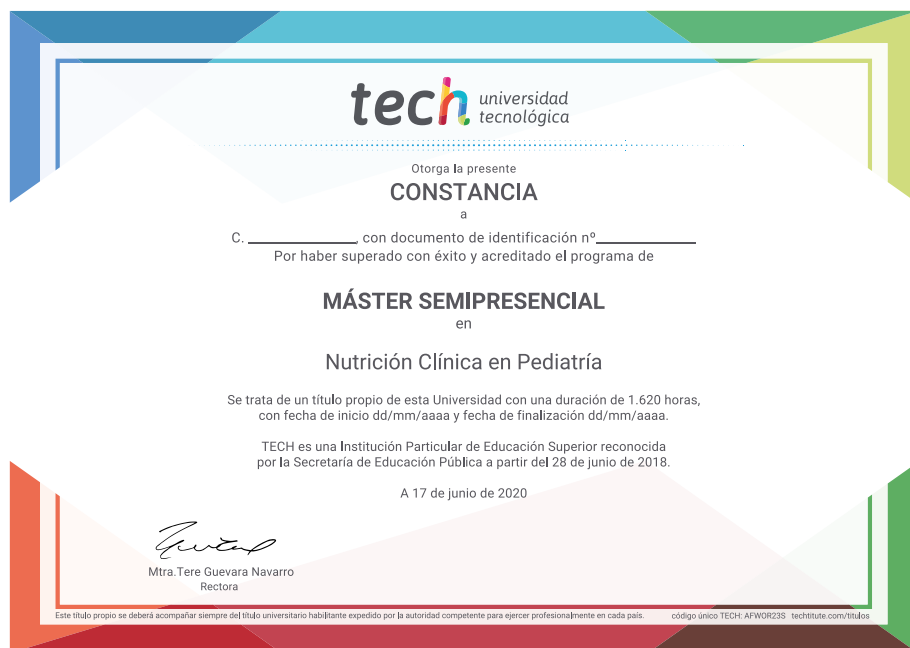 tech universidad
tecnológica
Otorga la presente
CONSTANCIA
a
C. ____________, con documento de identificación nº____________
Por haber superado con éxito y acreditado el programa de
MÁSTER SEMIPRESENCIAL
en
Nutrición Clínica en Pediatría
Se trata de un título propio de esta Universidad con una duración de 1.620 horas,
con fecha de inicio dd/mm/aaaa y fecha de finalización dd/mm/aaaa.
TECH es una Institución Particular de Educación Superior reconocida
por la Secretaría de Educación Pública a partir del 28 de junio de 2018.
A 17 de junio de 2020
Mtra.Tere Guevara Navarro
Rectora
Este título propio se deberá acompañar siempre del título universitario habilitante expedido por la autoridad competente para ejercer profesionalmente en cada país. código único TECH: AFWOR23S techtitute.com/titulos